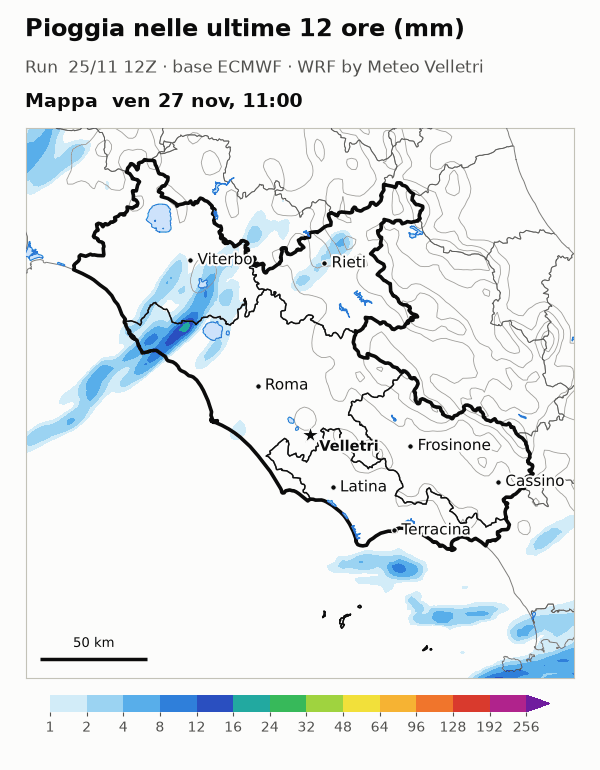 Pioggia nelle ultime 12 ore (mm)
Run  25/11 12Z · base ECMWF · WRF by Meteo Velletri
Mappa  ven 27 nov, 11:00
Viterbo
Rieti
Roma
Velletri
Frosinone
Latina
Cassino
Terracina
50 km
1 2 4 8 12 16 24 32 48 64 96 128 192 256